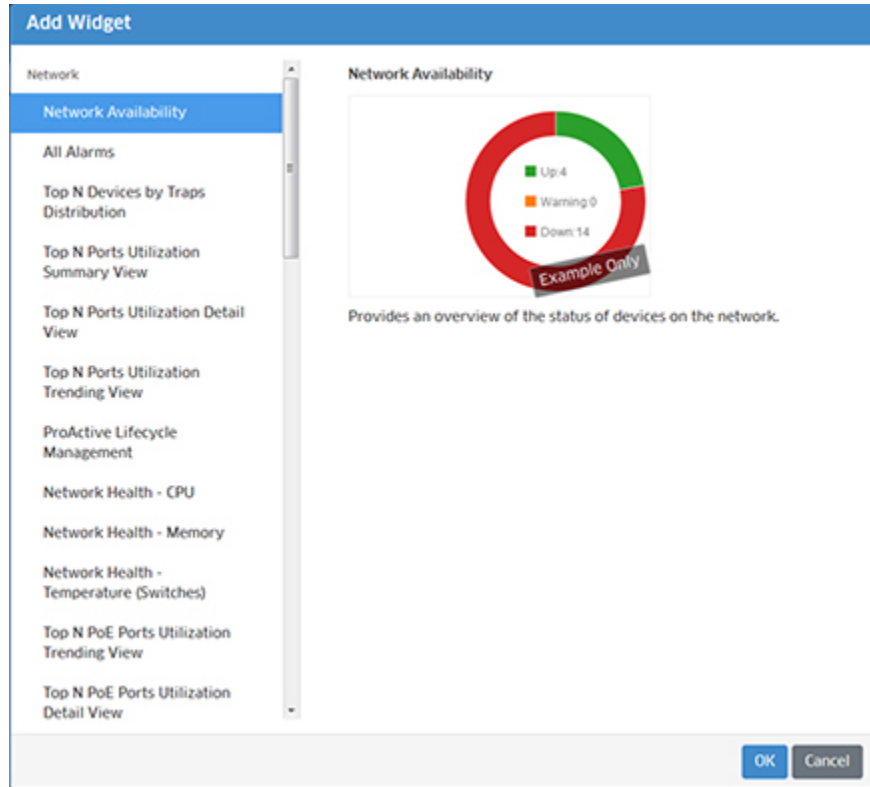 Add Widget
Network
Network Availability
All Alarms
Top N Devices by Traps
Distribution
Top N Ports Utilization
Summary View
Top N Ports Utilization Detail
View
Top N Ports Utilization
Trending View
ProActive Lifecycle
Management
Network Health - CPU
Network Health - Memory
Network Health -
Temperature (Switches)
Top N PoE Ports Utilization
Trending View
Top N PoE Ports Utilization
Detail View
Network Availability
Up:4
Warning:0
Down:14
Example Only
Provides an overview of the status of devices on the network.
OK
Cancel